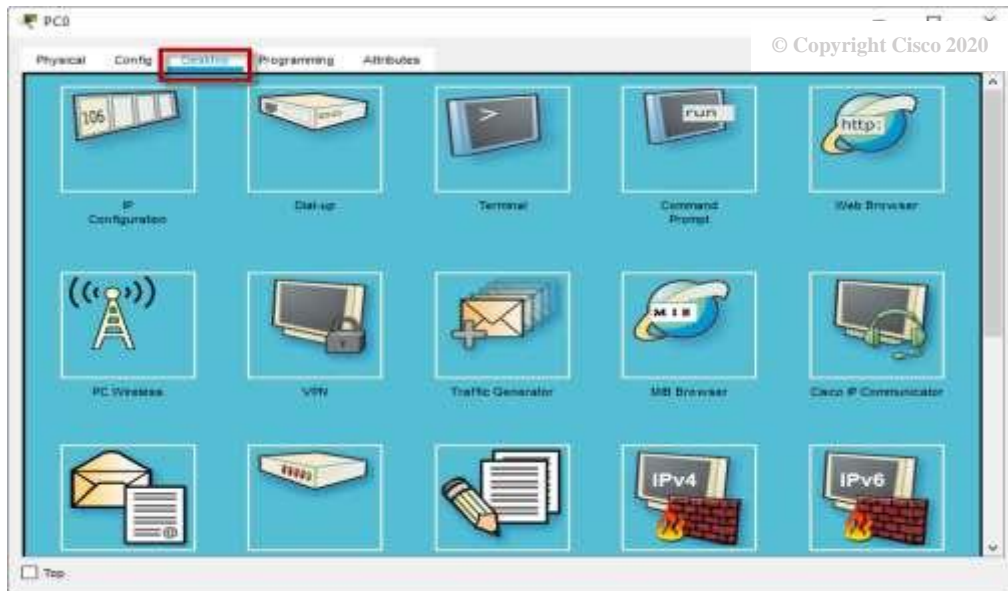 PC0
© Copyright Cisco 2020
Physical Config Desktop Programming Attributes
106
>
run
http:
IP
Configuration
Dial-up
Terminal
Command
Prompt
Web Browser
MIB
PC Wireless
VPN
Traffic Generator
MIB Browser
Cisco IP Communicator
IPv4
IPv6
Top